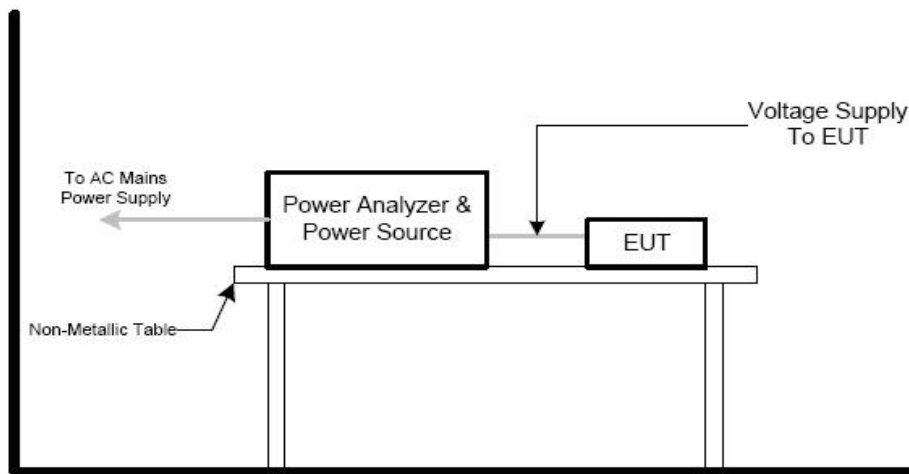 Voltage Supply
To EUT
To AC Mains
Power Supply
Power Analyzer &
Power Source
EUT
Non-Metallic Table